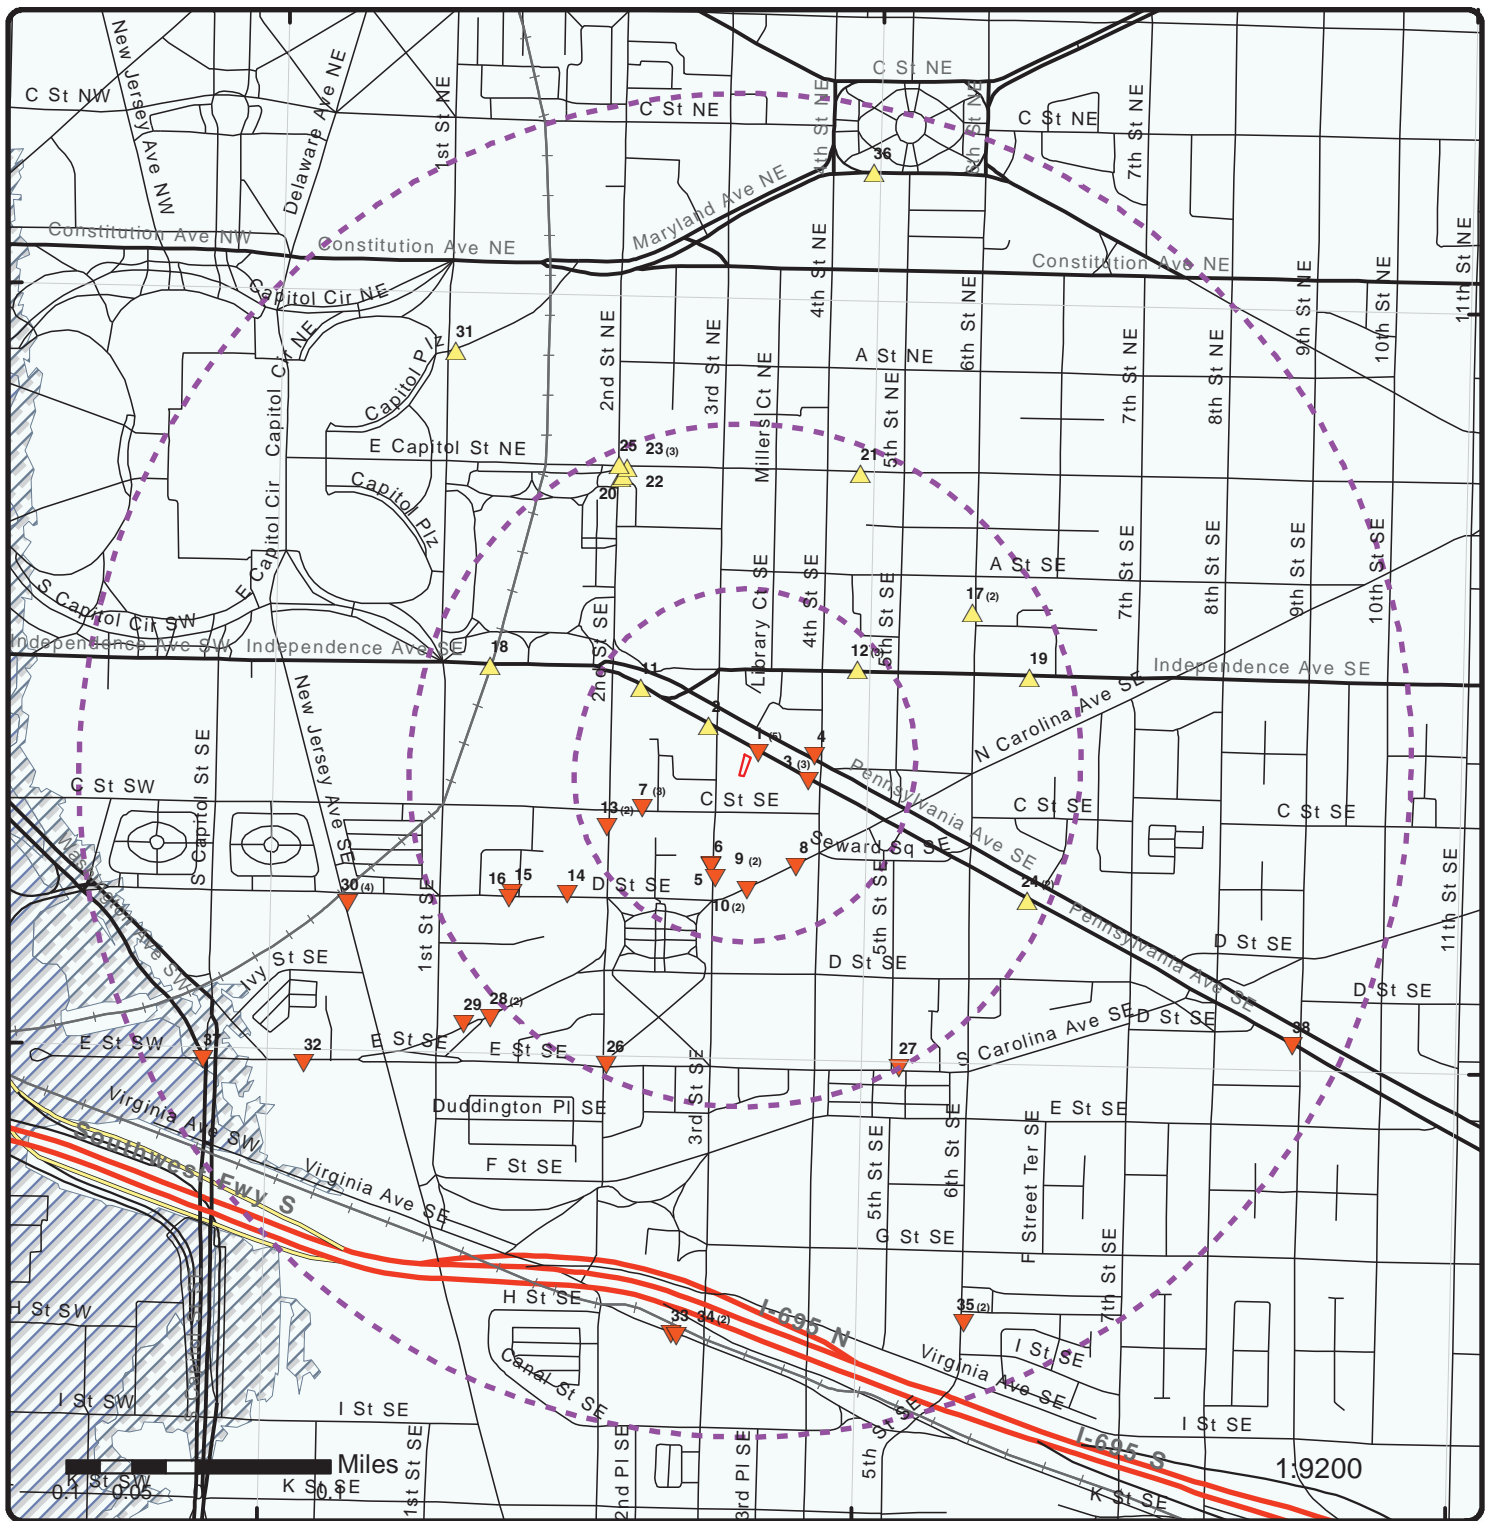 C St NE
New Jersey Ave NW
Delaware Ave NE
C St NW
1st St NE
C St NE
4th St NE
C St NE
7th St NE
36
Maryland Ave NE
Constitution Ave NW
Constitution Ave NE
Constitution Ave NE
4th St NE
11th St NE
Capitol Cir NE
6th St NE
9th St NE
10th St NE
Capitol Cir NE
31
2nd St NE
3rd St NE
A St NE
Capitol Plz
Millers Ct NE
5th St NE
7th St NE
8th St NE
E Capitol St NE
25
23 (3)
21
20
22
Capitol Plz
Capitol Cir
E Capitol Cir
S Capitol Cir SW
Library Ct SE
4th St SE
5th St SE
A St SE
17 (2)
7th St SE
8th St SE
9th St SE
10th St SE
Independence Ave SW
Independence Ave SE
18
2nd St SE
11
12
19
Independence Ave SE
New Jersey Ave SE
2
1 (5)
4
3 (3)
N Carolina Ave SE
Pennsylvania Ave SE
S Capitol St SE
C St SW
7 (3)
C St SE
13 (2)
C St SE
C St SE
Washington Ave SW
6
9 (2)
8
Seward Sq SE
5
10 (2)
16
15
14
D St SE
30 (4)
1st St SE
5th St SE
24 (2)
Pennsylvania Ave SE
11th St SE
D St SE
Ivy St SE
D St SE
D St SE
29
28 (2)
E St SW
37
32
E St SE
E St SE
26
27
S Carolina Ave SE
D St SE
38
3rd St SE
Virginia Ave SW
Duddington Pl SE
E St SE
Southwest Fwy S
F St SE
Virginia Ave SE
5th St SE
6th St SE
F Street Ter SE
7th St SE
G St SE
H St SW
H St SE
33
34 (2)
I-695 N
35 (2)
I St SE
Virginia Ave SE
Canal St SE
I St SW
I St SE
5th St SE
I St SE
I-695 S
1st St SE
2nd Pl SE
3rd Pl SE
K St SW
K St SE
K St SE
Miles
0.1
0.05
0
0.1
1:9200